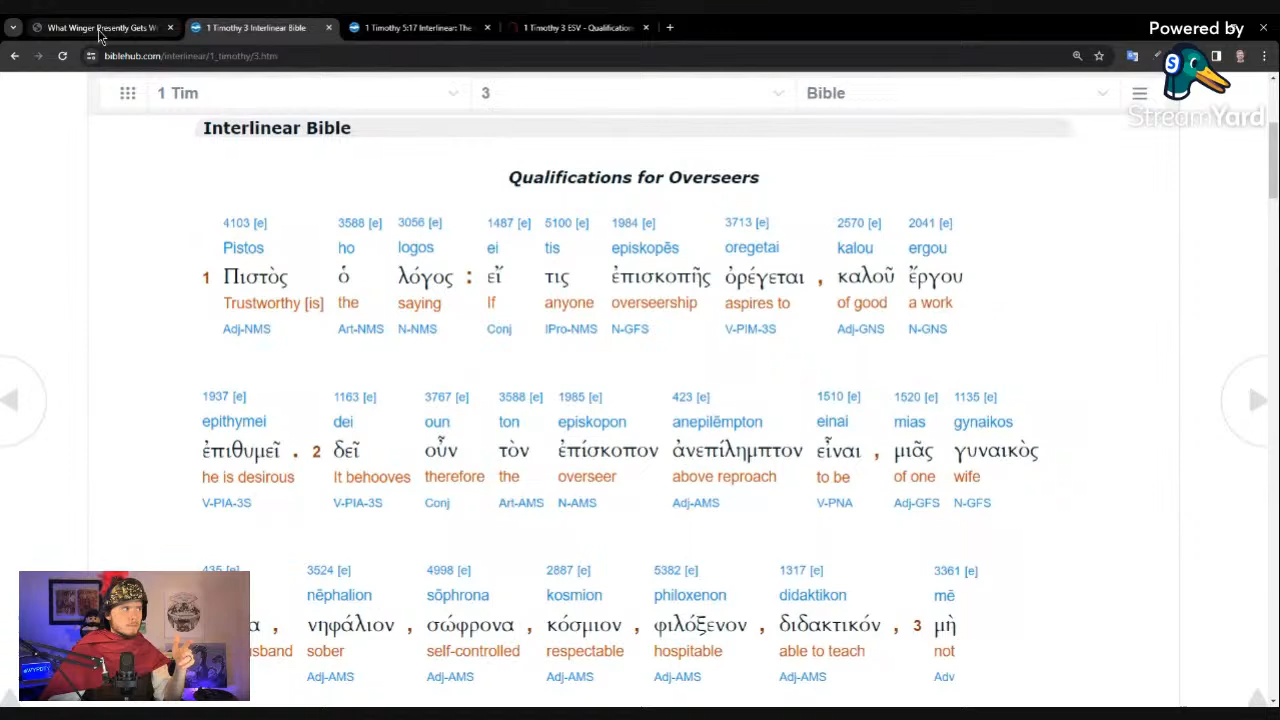 What Winger Presently Gets W
1 Timothy 3 Interlinear Bible
1 Timothy 5:17 Interlinear: The
1 Timothy 3 ESV - Qualification
Powered by
biblehub.com/interlinear/1_timothy/3.htm
S
StreamYard
1 Tim
3
Bible
Interlinear Bible
Qualifications for Overseers
4103 [e] 3588 [e] 3056 [e] 1487 [e] 5100 [e] 1984 [e] 3713 [e] 2570 [e] 2041 [e]
Pistos ho logos ei tis episkopēs oregetai kalou ergou
1 Πιστὸς ὁ λόγος : εἴ τις ἐπισκοπῆς ὀρέγεται , καλοῦ ἔργου
Trustworthy [is] the saying If anyone overseership aspires to of good a work
Adj-NMS Art-NMS N-NMS Conj IPro-NMS N-GFS V-PIM-3S Adj-GNS N-GNS
1937 [e] 1163 [e] 3767 [e] 3588 [e] 1985 [e] 423 [e] 1510 [e] 1520 [e] 1135 [e]
epithymei dei oun ton episkopon anepilēmpton einai mias gynaikos
ἐπιθυμεῖ . 2 δεῖ οὖν τὸν ἐπίσκοπον ἀνεπίλημπτον εἶναι , μιᾶς γυναικὸς
he is desirous It behooves therefore the overseer above reproach to be of one wife
V-PIA-3S V-PIA-3S Conj Art-AMS N-AMS Adj-AMS V-PNA Adj-GFS N-GFS
435 [e] 3524 [e] 4998 [e] 2887 [e] 5382 [e] 1317 [e] 3361 [e]
nēphalion sōphrona kosmion philoxenon didaktikon mē
α , νηφάλιον , σώφρονα , κόσμιον , φιλόξενον , διδακτικόν , 3 μὴ
sband sober self-controlled respectable hospitable able to teach not
Adj-AMS Adj-AMS Adj-AMS Adj-AMS Adj-AMS Adv